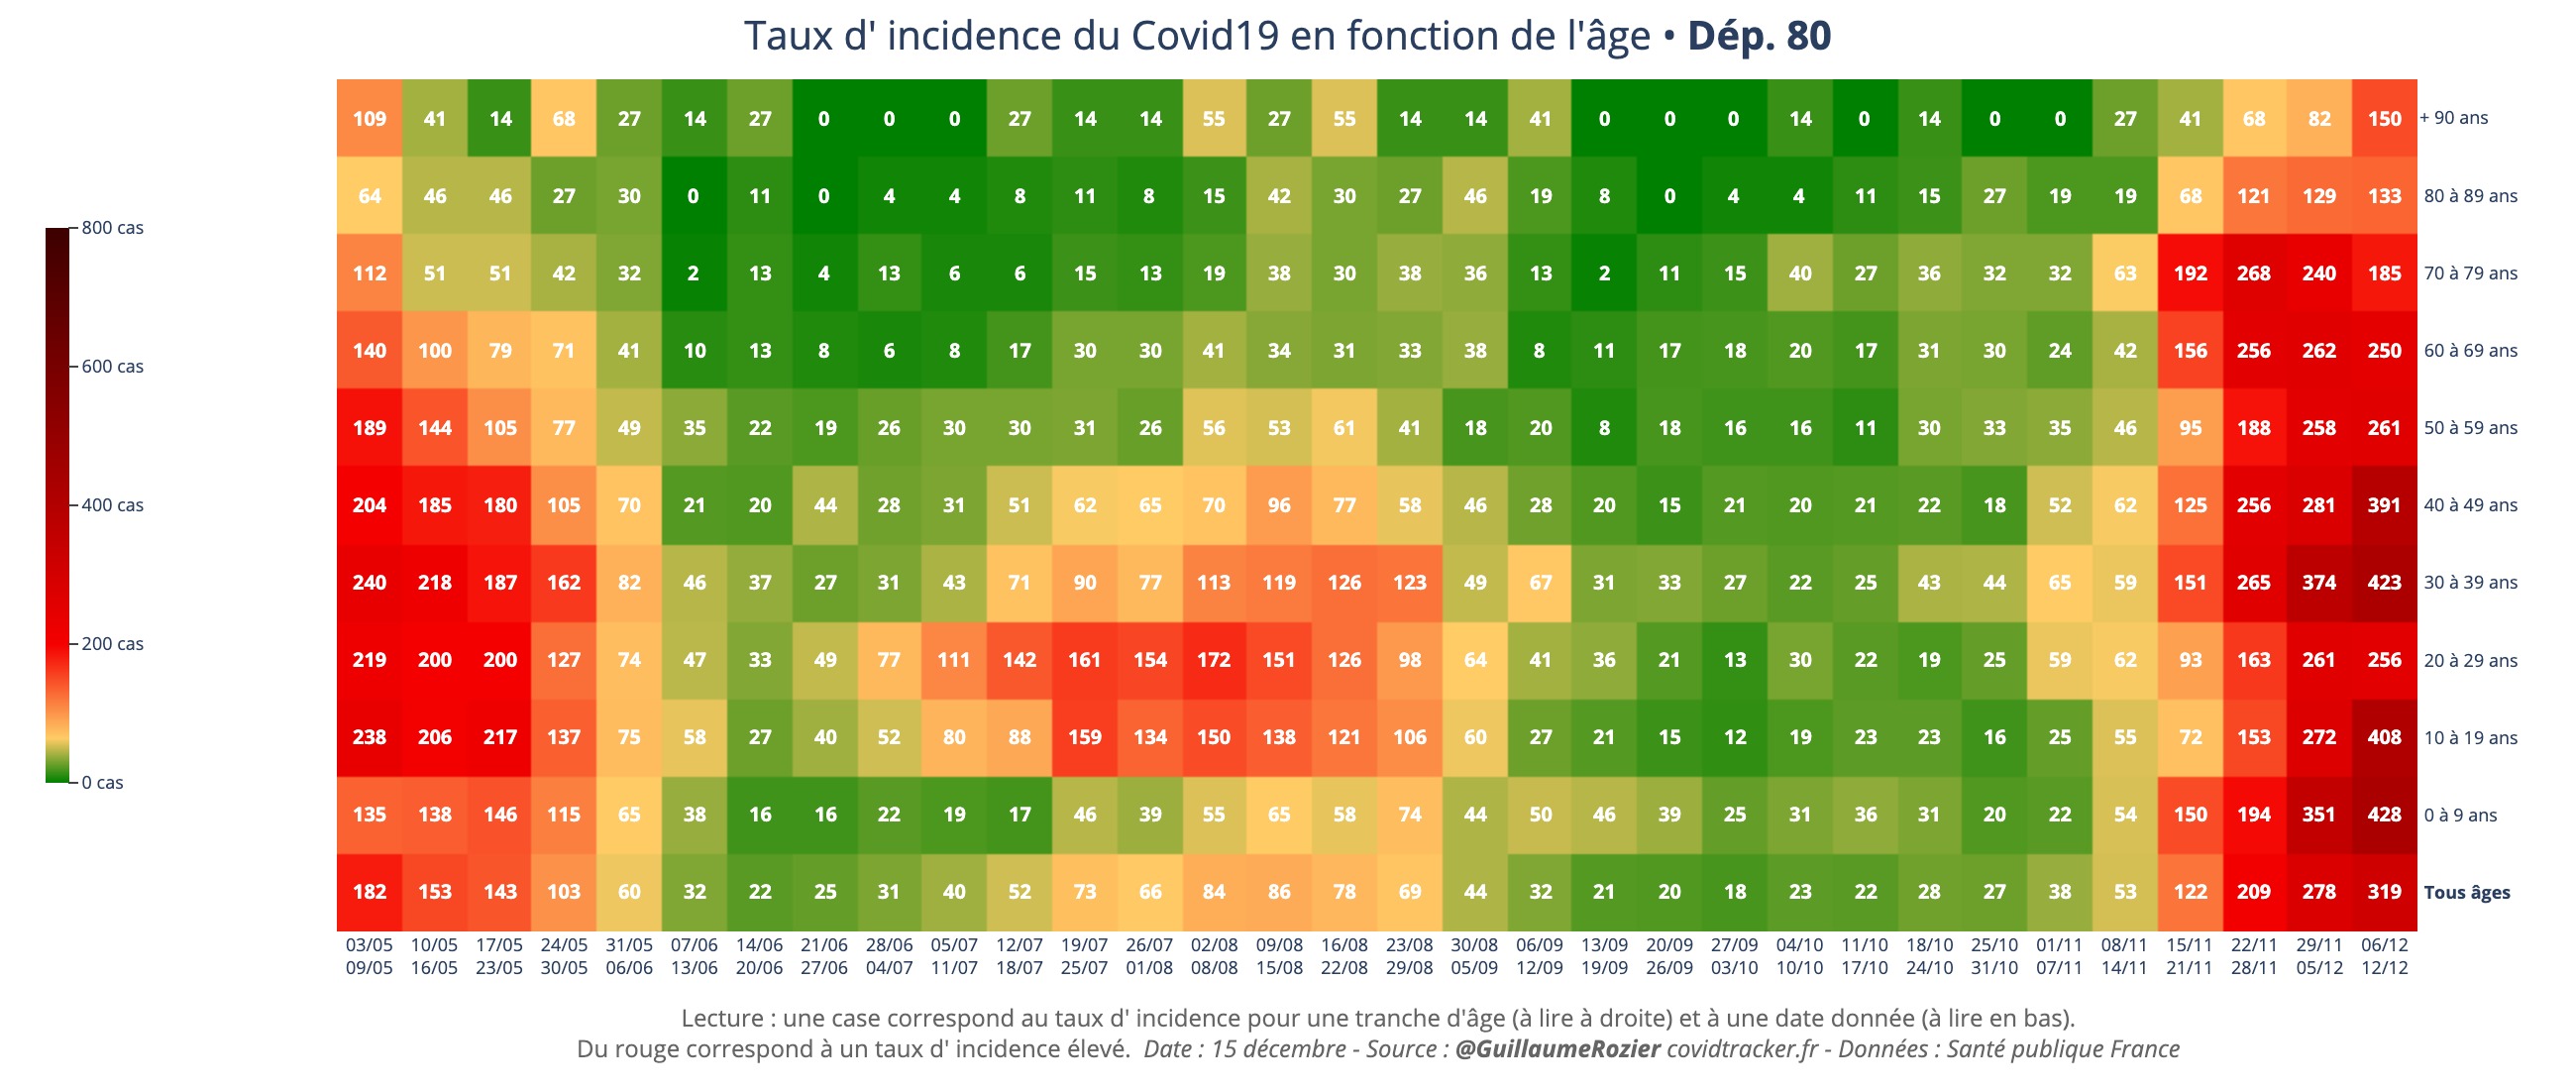 Taux d' incidence du Covid19 en fonction de l'âge • Dép. 80
800 cas
600 cas
400 cas
200 cas
0 cas
109 41 14 68 27 14 27 0 0 0 27 14 14 55 27 55 14 14 41 0 0 0 14 0 14 0 0 27 41 68 82 150 + 90 ans
64 46 46 27 30 0 11 0 4 4 8 11 8 15 42 30 27 46 19 8 0 4 4 11 15 27 19 19 68 121 129 133 80 à 89 ans
112 51 51 42 32 2 13 4 13 6 6 15 13 19 38 30 38 36 13 2 11 15 40 27 36 32 32 63 192 268 240 185 70 à 79 ans
140 100 79 71 41 10 13 8 6 8 17 30 30 41 34 31 33 38 8 11 17 18 20 17 31 30 24 42 156 256 262 250 60 à 69 ans
189 144 105 77 49 35 22 19 26 30 30 31 26 56 53 61 41 18 20 8 18 16 16 11 30 33 35 46 95 188 258 261 50 à 59 ans
204 185 180 105 70 21 20 44 28 31 51 62 65 70 96 77 58 46 28 20 15 21 20 21 22 18 52 62 125 256 281 391 40 à 49 ans
240 218 187 162 82 46 37 27 31 43 71 90 77 113 119 126 123 49 67 31 33 27 22 25 43 44 65 59 151 265 374 423 30 à 39 ans
219 200 200 127 74 47 33 49 77 111 142 161 154 172 151 126 98 64 41 36 21 13 30 22 19 25 59 62 93 163 261 256 20 à 29 ans
238 206 217 137 75 58 27 40 52 80 88 159 134 150 138 121 106 60 27 21 15 12 19 23 23 16 25 55 72 153 272 408 10 à 19 ans
135 138 146 115 65 38 16 16 22 19 17 46 39 55 65 58 74 44 50 46 39 25 31 36 31 20 22 54 150 194 351 428 0 à 9 ans
182 153 143 103 60 32 22 25 31 40 52 73 66 84 86 78 69 44 32 21 20 18 23 22 28 27 38 53 122 209 278 319 Tous âges
03/05 10/05 17/05 24/05 31/05 07/06 14/06 21/06 28/06 05/07 12/07 19/07 26/07 02/08 09/08 16/08 23/08 30/08 06/09 13/09 20/09 27/09 04/10 11/10 18/10 25/10 01/11 08/11 15/11 22/11 29/11 06/12
09/05 16/05 23/05 30/05 06/06 13/06 20/06 27/06 04/07 11/07 18/07 25/07 01/08 08/08 15/08 22/08 29/08 05/09 12/09 19/09 26/09 03/10 10/10 17/10 24/10 31/10 07/11 14/11 21/11 28/11 05/12 12/12
Lecture : une case correspond au taux d' incidence pour une tranche d'âge (à lire à droite) et à une date donnée (à lire en bas).
Du rouge correspond à un taux d' incidence élevé. Date : 15 décembre - Source : @GuillaumeRozier covidtracker.fr - Données : Santé publique France